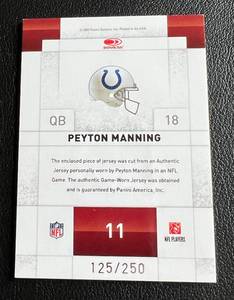 DONRUSS
QB
18
PEYTON MANNING
The enclosed piece of jersey was cut from an Authentic
Jersey personally worn by Peyton Manning in an NFL
Game. The authentic Game-Worn Jersey was obtained
and is guaranteed by Panini America, Inc.
NFL
11
NFL PLAYERS
125/250